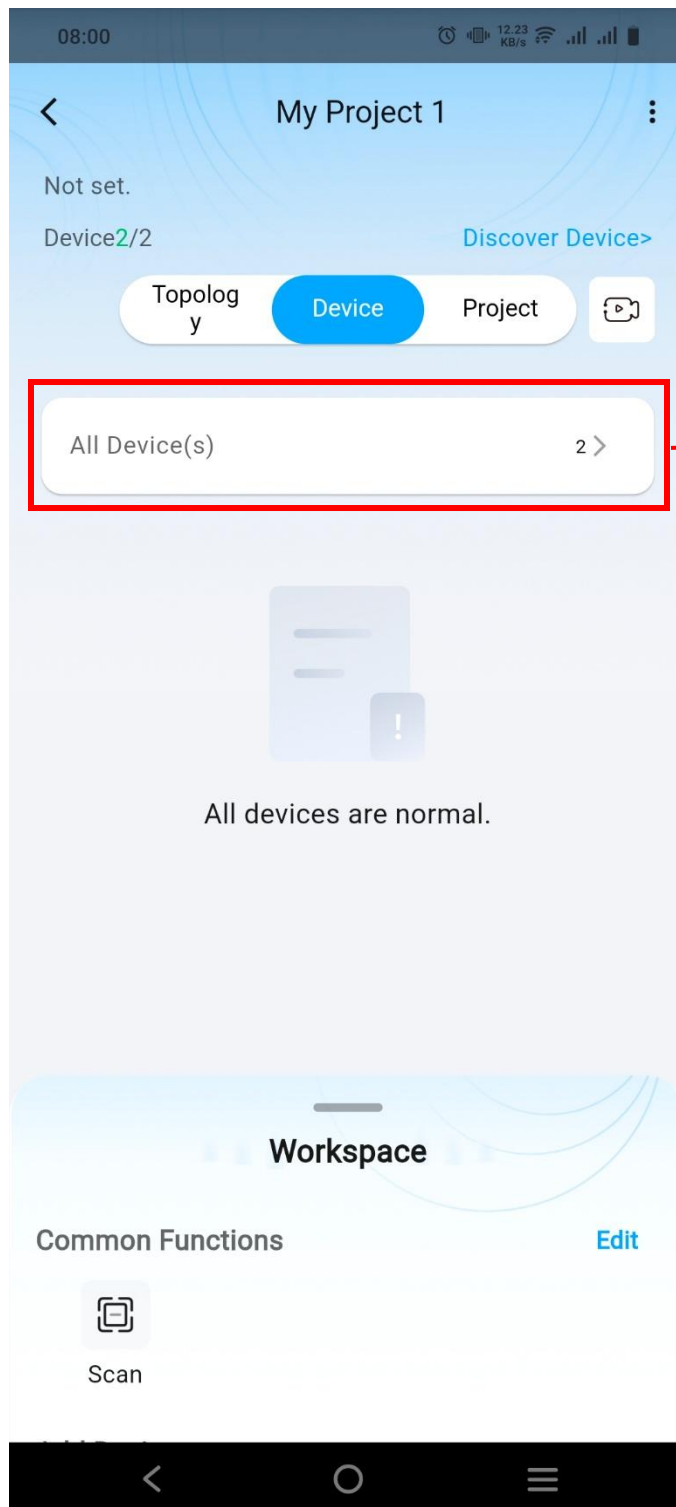 08:00 12.23 KB/s
My Project 1
Not set.
Device2/2 Discover Device>
Topolog
y Device Project
All Device(s) 2 >
!
All devices are normal.
Workspace
Common Functions Edit
Scan